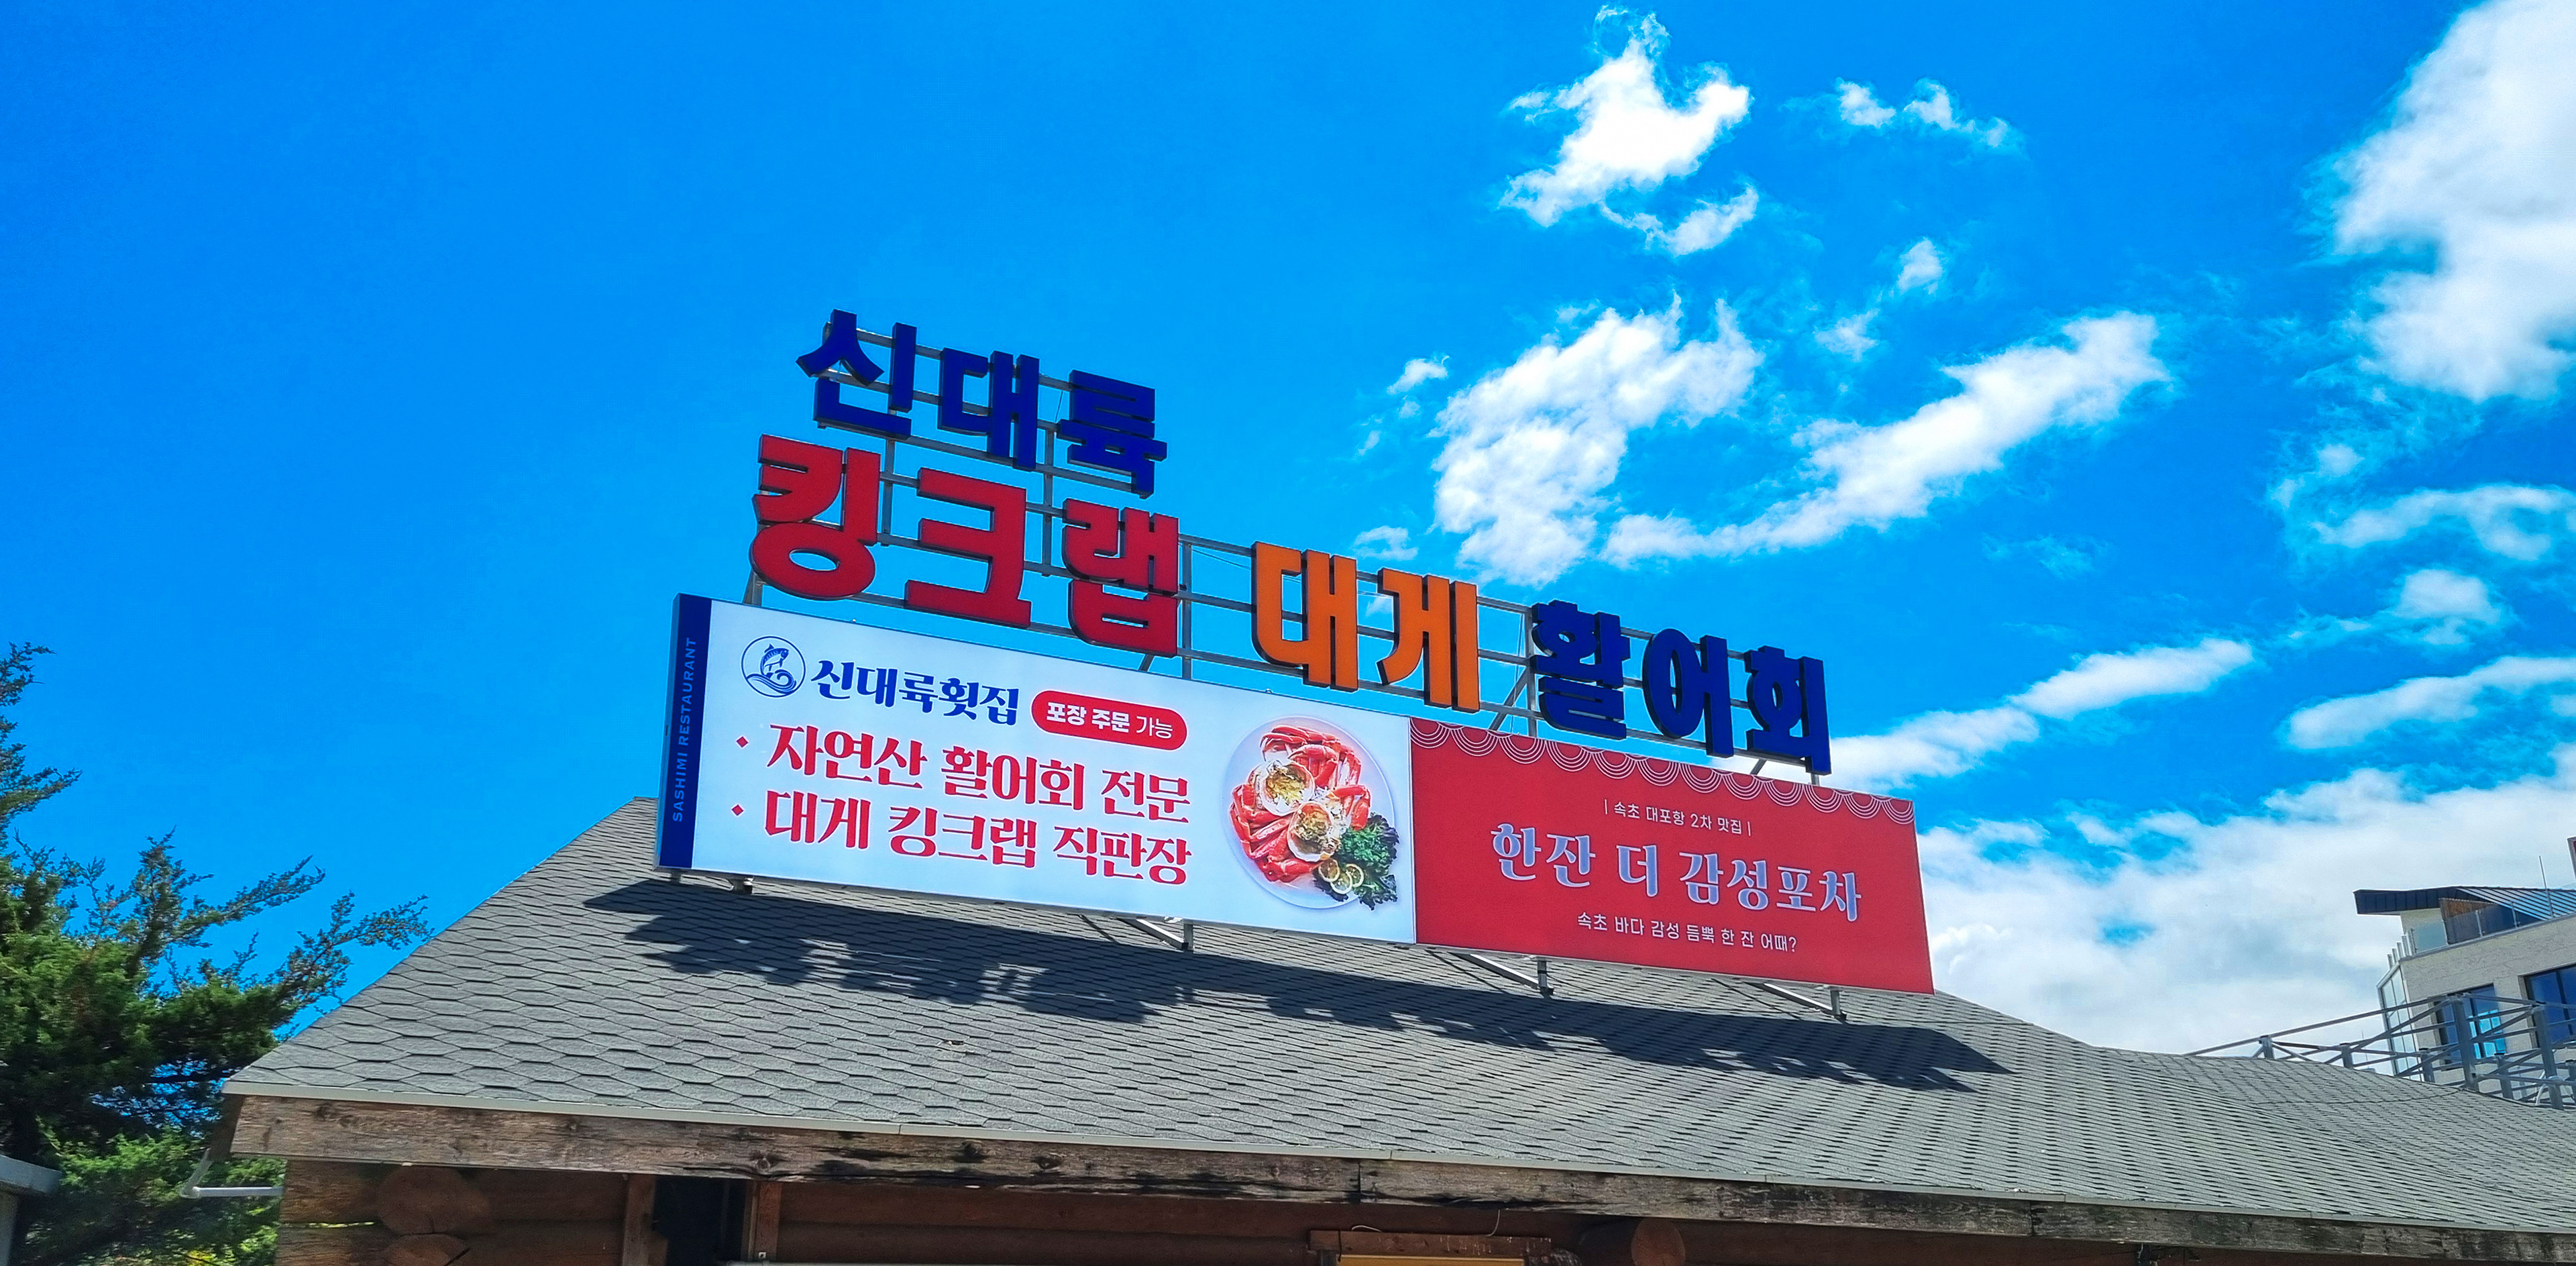 신대륙
킹크랩 대게 활어회
SASHIMI RESTAURANT
신대륙횟집 포장 주문 가능
· 자연산 활어회 전문
· 대게 킹크랩 직판장
| 속초 대포항 2차 맛집 |
한잔 더 감성포차
속초 바다 감성 듬뿍 한 잔 어때?